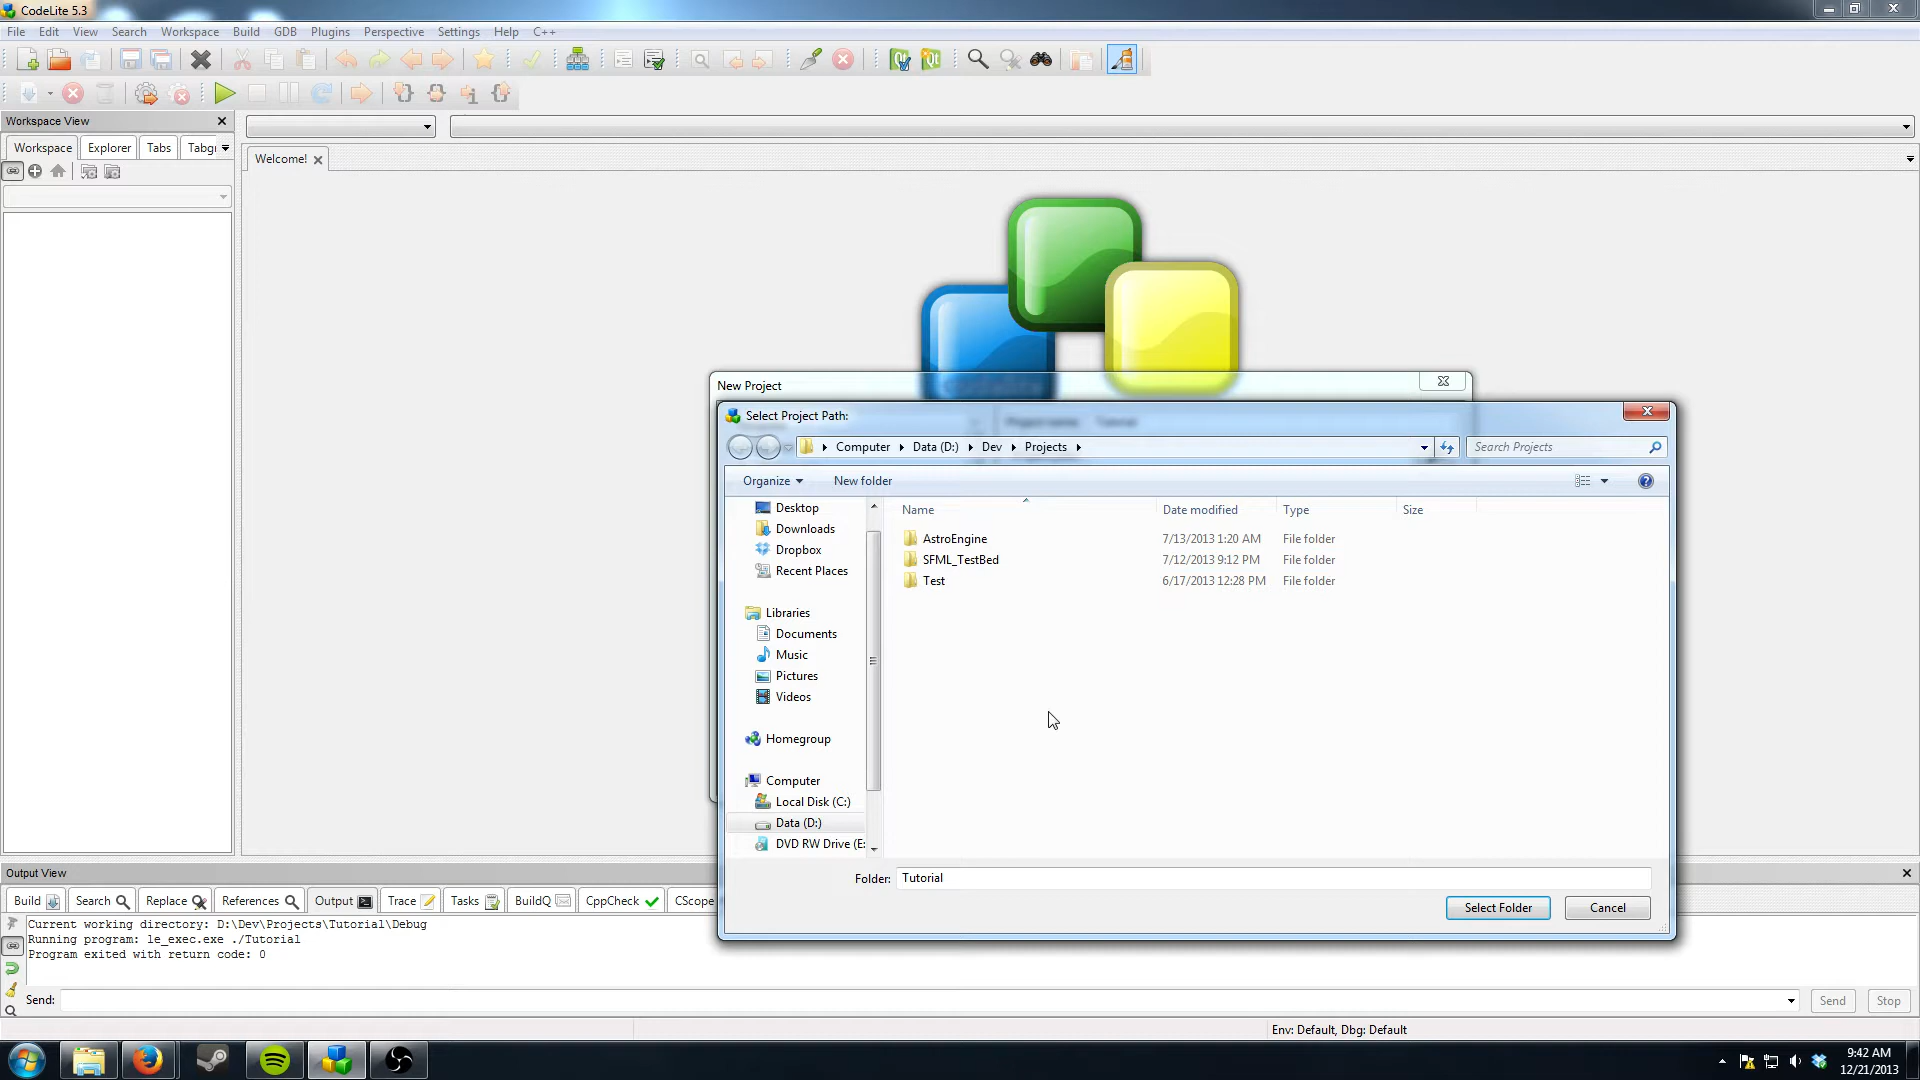 CodeLite 5.3
File Edit View Search Workspace Build GDB Plugins Perspective Settings Help C++
Workspace View
Workspace Explorer Tabs Tabg
Welcome!
New Project
Project name: Tutorial
Select Project Path:
Computer Data (D:) Dev Projects
Search Projects
Organize New folder
Name Date modified Type Size
AstroEngine 7/13/2013 1:20 AM File folder
SFML_TestBed 7/12/2013 9:12 PM File folder
Test 6/17/2013 12:28 PM File folder
Desktop
Downloads
Dropbox
Recent Places
Libraries
Documents
Music
Pictures
Videos
Homegroup
Computer
Local Disk (C:)
Data (D:)
DVD RW Drive (E:
Folder: Tutorial
Select Folder Cancel
Output View
Build Search Replace References Output Trace Tasks BuildQ CppCheck CScope
Current working directory: D:\Dev\Projects\Tutorial\Debug
Running program: le_exec.exe ./Tutorial
Program exited with return code: 0
Send: Send Stop
Env: Default, Dbg: Default
9:42 AM
12/21/2013